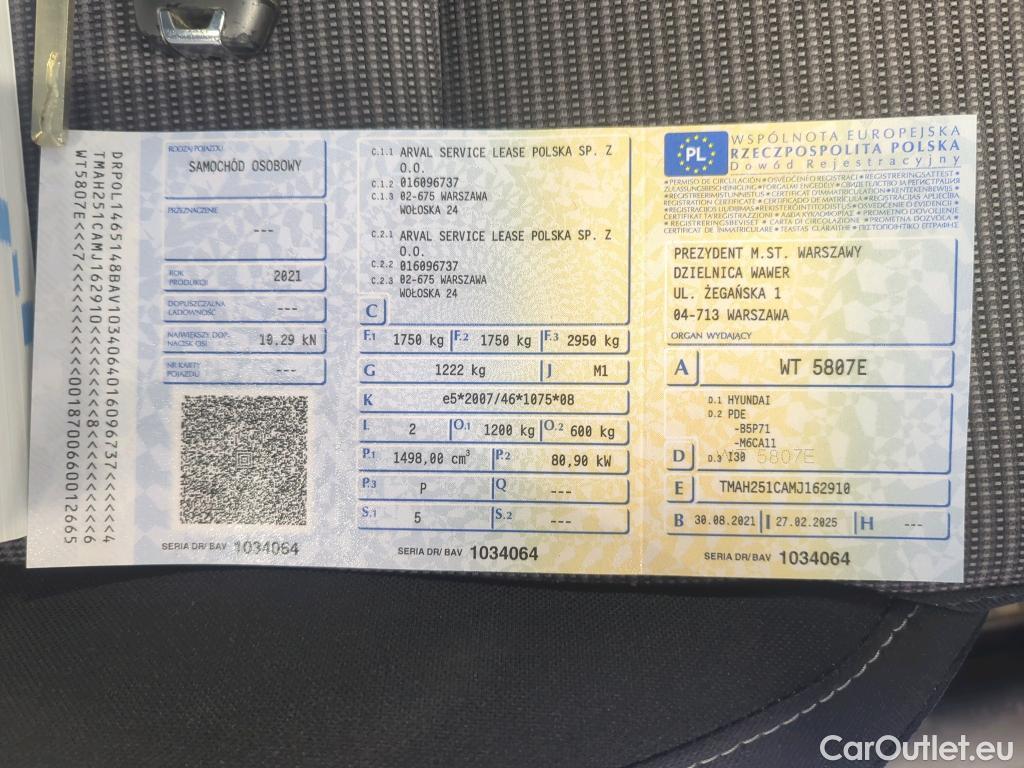 DRPOL1465148BAV1034064016096737<<<<<<4
TMAH251CAMJ162910<<<<<<
WT5807E<<<7<<<<<<<<<<<<<<0018700660012665
RODZAJ POJAZDU
SAMOCHÓD OSOBOWY
PRZEZNACZENIE
---
ROK PRODUKCJI
2021
DOPUSZCZALNA ŁADOWNOŚĆ
---
NAJWIĘKSZY DOP. NACISK OSI
10.29 kN
NR KARTY POJAZDU
---
SERIA DR/ BAV 1034064
C.1.1 ARVAL SERVICE LEASE POLSKA SP. Z
O.O.
C.1.2 016096737
C.1.3 02-675 WARSZAWA
WOŁOSKA 24
C.2.1 ARVAL SERVICE LEASE POLSKA SP. Z
O.O.
C.2.2 016096737
C.2.3 02-675 WARSZAWA
WOŁOSKA 24
C
F.1 1750 kg F.2 1750 kg F.3 2950 kg
G 1222 kg J M1
K e5*2007/46*1075*08
L 2 O.1 1200 kg O.2 600 kg
P.1 1498,00 cm³ P.2 80,90 kW
P.3 P Q ---
S.1 5 S.2 ---
SERIA DR/ BAV 1034064
PL
WSPÓLNOTA EUROPEJSKA
RZECZPOSPOLITA POLSKA
Dowód Rejestracyjny
PREZYDENT M.ST. WARSZAWY
DZIELNICA WAWER
UL. ŻEGAŃSKA 1
04-713 WARSZAWA
ORGAN WYDAJĄCY
A WT 5807E
D.1 HYUNDAI
D.2 PDE
-B5P71
-M6CA11
D D.3 I30 5807E
E TMAH251CAMJ162910
B 30.08.2021 I 27.02.2025 H ---
SERIA DR/ BAV 1034064
CarOutlet.eu